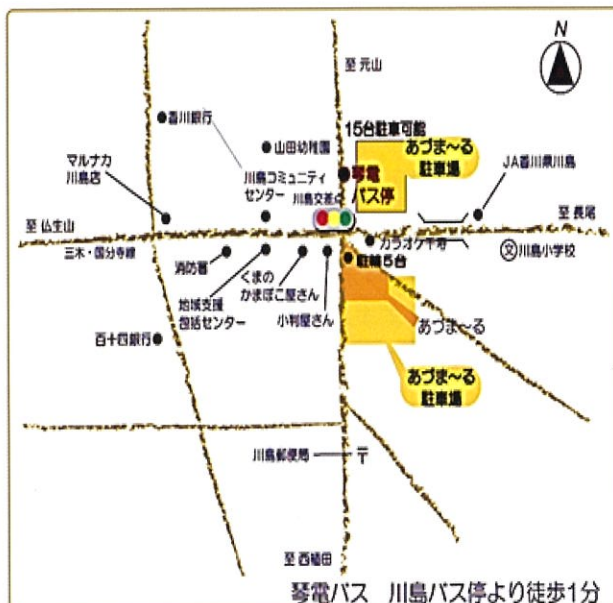 N
至 元山
香川銀行
15台駐車可能
山田幼稚園
あづま～る
駐車場
マルナカ
川島店
川島コミュニティ
センター
琴電
バス停
JA香川県川島
川島交差点
至 仏生山
至 長尾
三木・国分寺線
カラオケ千寿
文 川島小学校
消防署
駐輪5台
くまの
かまぼこ屋さん
地域支援
包括センター
小判屋さん
あづま～る
百十四銀行
あづま～る
駐車場
川島郵便局
〒
至 西植田
琴電バス 川島バス停より徒歩1分